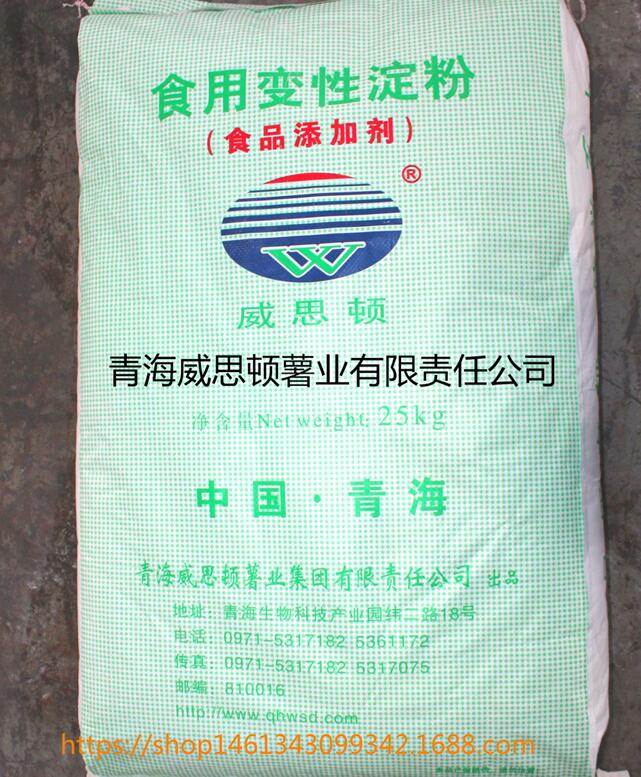 食用变性淀粉
(食品添加剂)
®
W
威思顿
青海威思顿薯业有限责任公司
净含量Net weight: 25kg
中国·青海
青海威思顿薯业集团有限责任公司 出品
地址: 青海生物科技产业园纬二路18号
电话: 0971-5317182 5361172
传真: 0971-5317182 5317075
邮编: 810016
http://www.qhwsd.com
https://shop1461343099342.1688.com